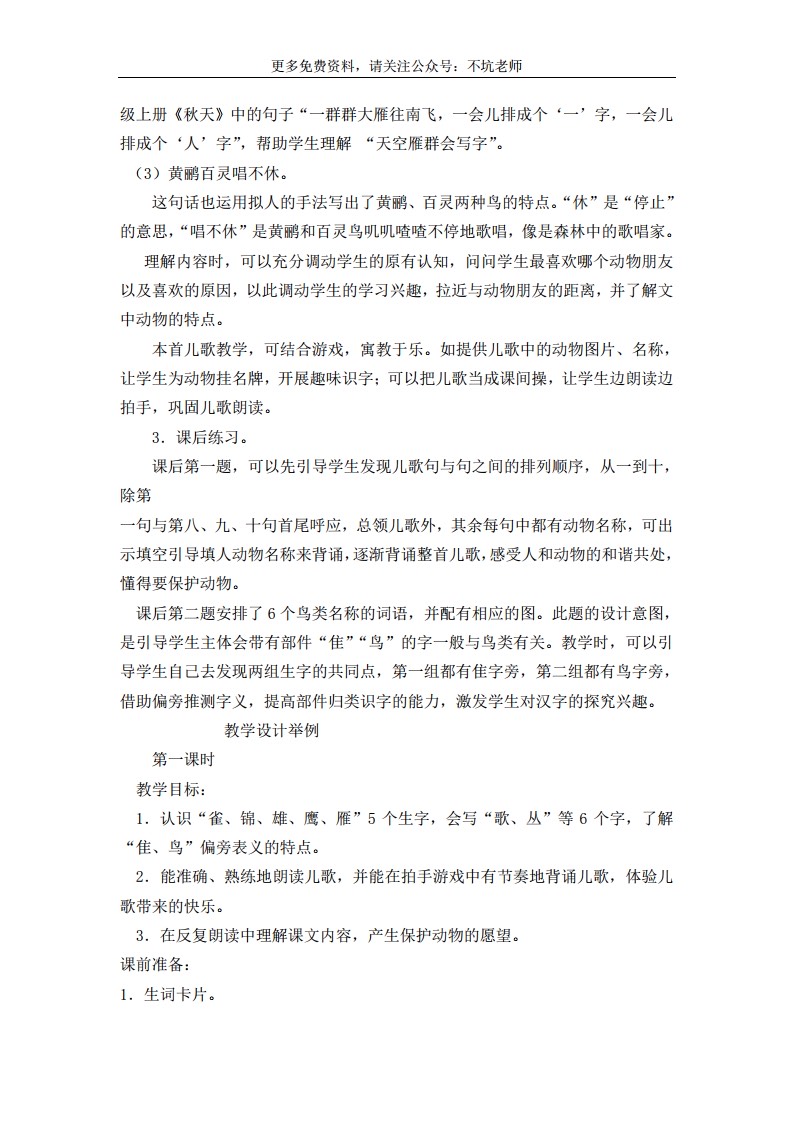 更多免费资料，请关注公众号：不坑老师
级上册《秋天》中的句子“一群群大雁往南飞，一会儿排成个‘一’字，一会儿
排成个‘人’字”，帮助学生理解 “天空雁群会写字”。
（3）黄鹂百灵唱不休。
这句话也运用拟人的手法写出了黄鹂、百灵两种鸟的特点。“休”是“停止”
的意思，“唱不休”是黄鹂和百灵鸟叽叽喳喳不停地歌唱，像是森林中的歌唱家。
理解内容时，可以充分调动学生的原有认知，问问学生最喜欢哪个动物朋友
以及喜欢的原因，以此调动学生的学习兴趣，拉近与动物朋友的距离，并了解文
中动物的特点。
本首儿歌教学，可结合游戏，寓教于乐。如提供儿歌中的动物图片、名称，
让学生为动物挂名牌，开展趣味识字；可以把儿歌当成课间操，让学生边朗读边
拍手，巩固儿歌朗读。
3．课后练习。
课后第一题，可以先引导学生发现儿歌句与句之间的排列顺序，从一到十，
除第
一句与第八、九、十句首尾呼应，总领儿歌外，其余每句中都有动物名称，可出
示填空引导填人动物名称来背诵，逐渐背诵整首儿歌，感受人和动物的和谐共处，
懂得要保护动物。
课后第二题安排了 6 个鸟类名称的词语，并配有相应的图。此题的设计意图，
是引导学生主体会带有部件“隹”“鸟”的字一般与鸟类有关。教学时，可以引
导学生自己去发现两组生字的共同点，第一组都有隹字旁，第二组都有鸟字旁，
借助偏旁推测字义，提高部件归类识字的能力，激发学生对汉字的探究兴趣。
教学设计举例
第一课时
教学目标：
1．认识“雀、锦、雄、鹰、雁”5 个生字，会写“歌、丛”等 6 个字，了解
“隹、鸟”偏旁表义的特点。
2．能准确、熟练地朗读儿歌，并能在拍手游戏中有节奏地背诵儿歌，体验儿
歌带来的快乐。
3．在反复朗读中理解课文内容，产生保护动物的愿望。
课前准备：
1．生词卡片。